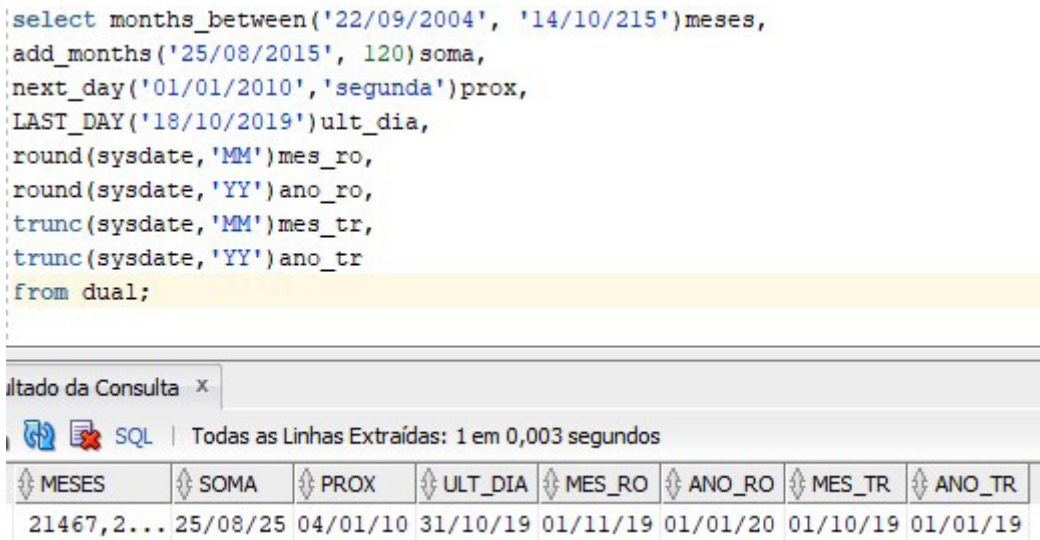 select months_between('22/09/2004', '14/10/215')meses,
add_months('25/08/2015', 120)soma,
next_day('01/01/2010','segunda')prox,
LAST_DAY('18/10/2019')ult_dia,
round(sysdate,'MM')mes_ro,
round(sysdate,'YY')ano_ro,
trunc(sysdate,'MM')mes_tr,
trunc(sysdate,'YY')ano_tr
from dual;
ultado da Consulta x
SQL | Todas as Linhas Extraídas: 1 em 0,003 segundos
MESES SOMA PROX ULT_DIA MES_RO ANO_RO MES_TR ANO_TR
21467,2... 25/08/25 04/01/10 31/10/19 01/11/19 01/01/20 01/10/19 01/01/19